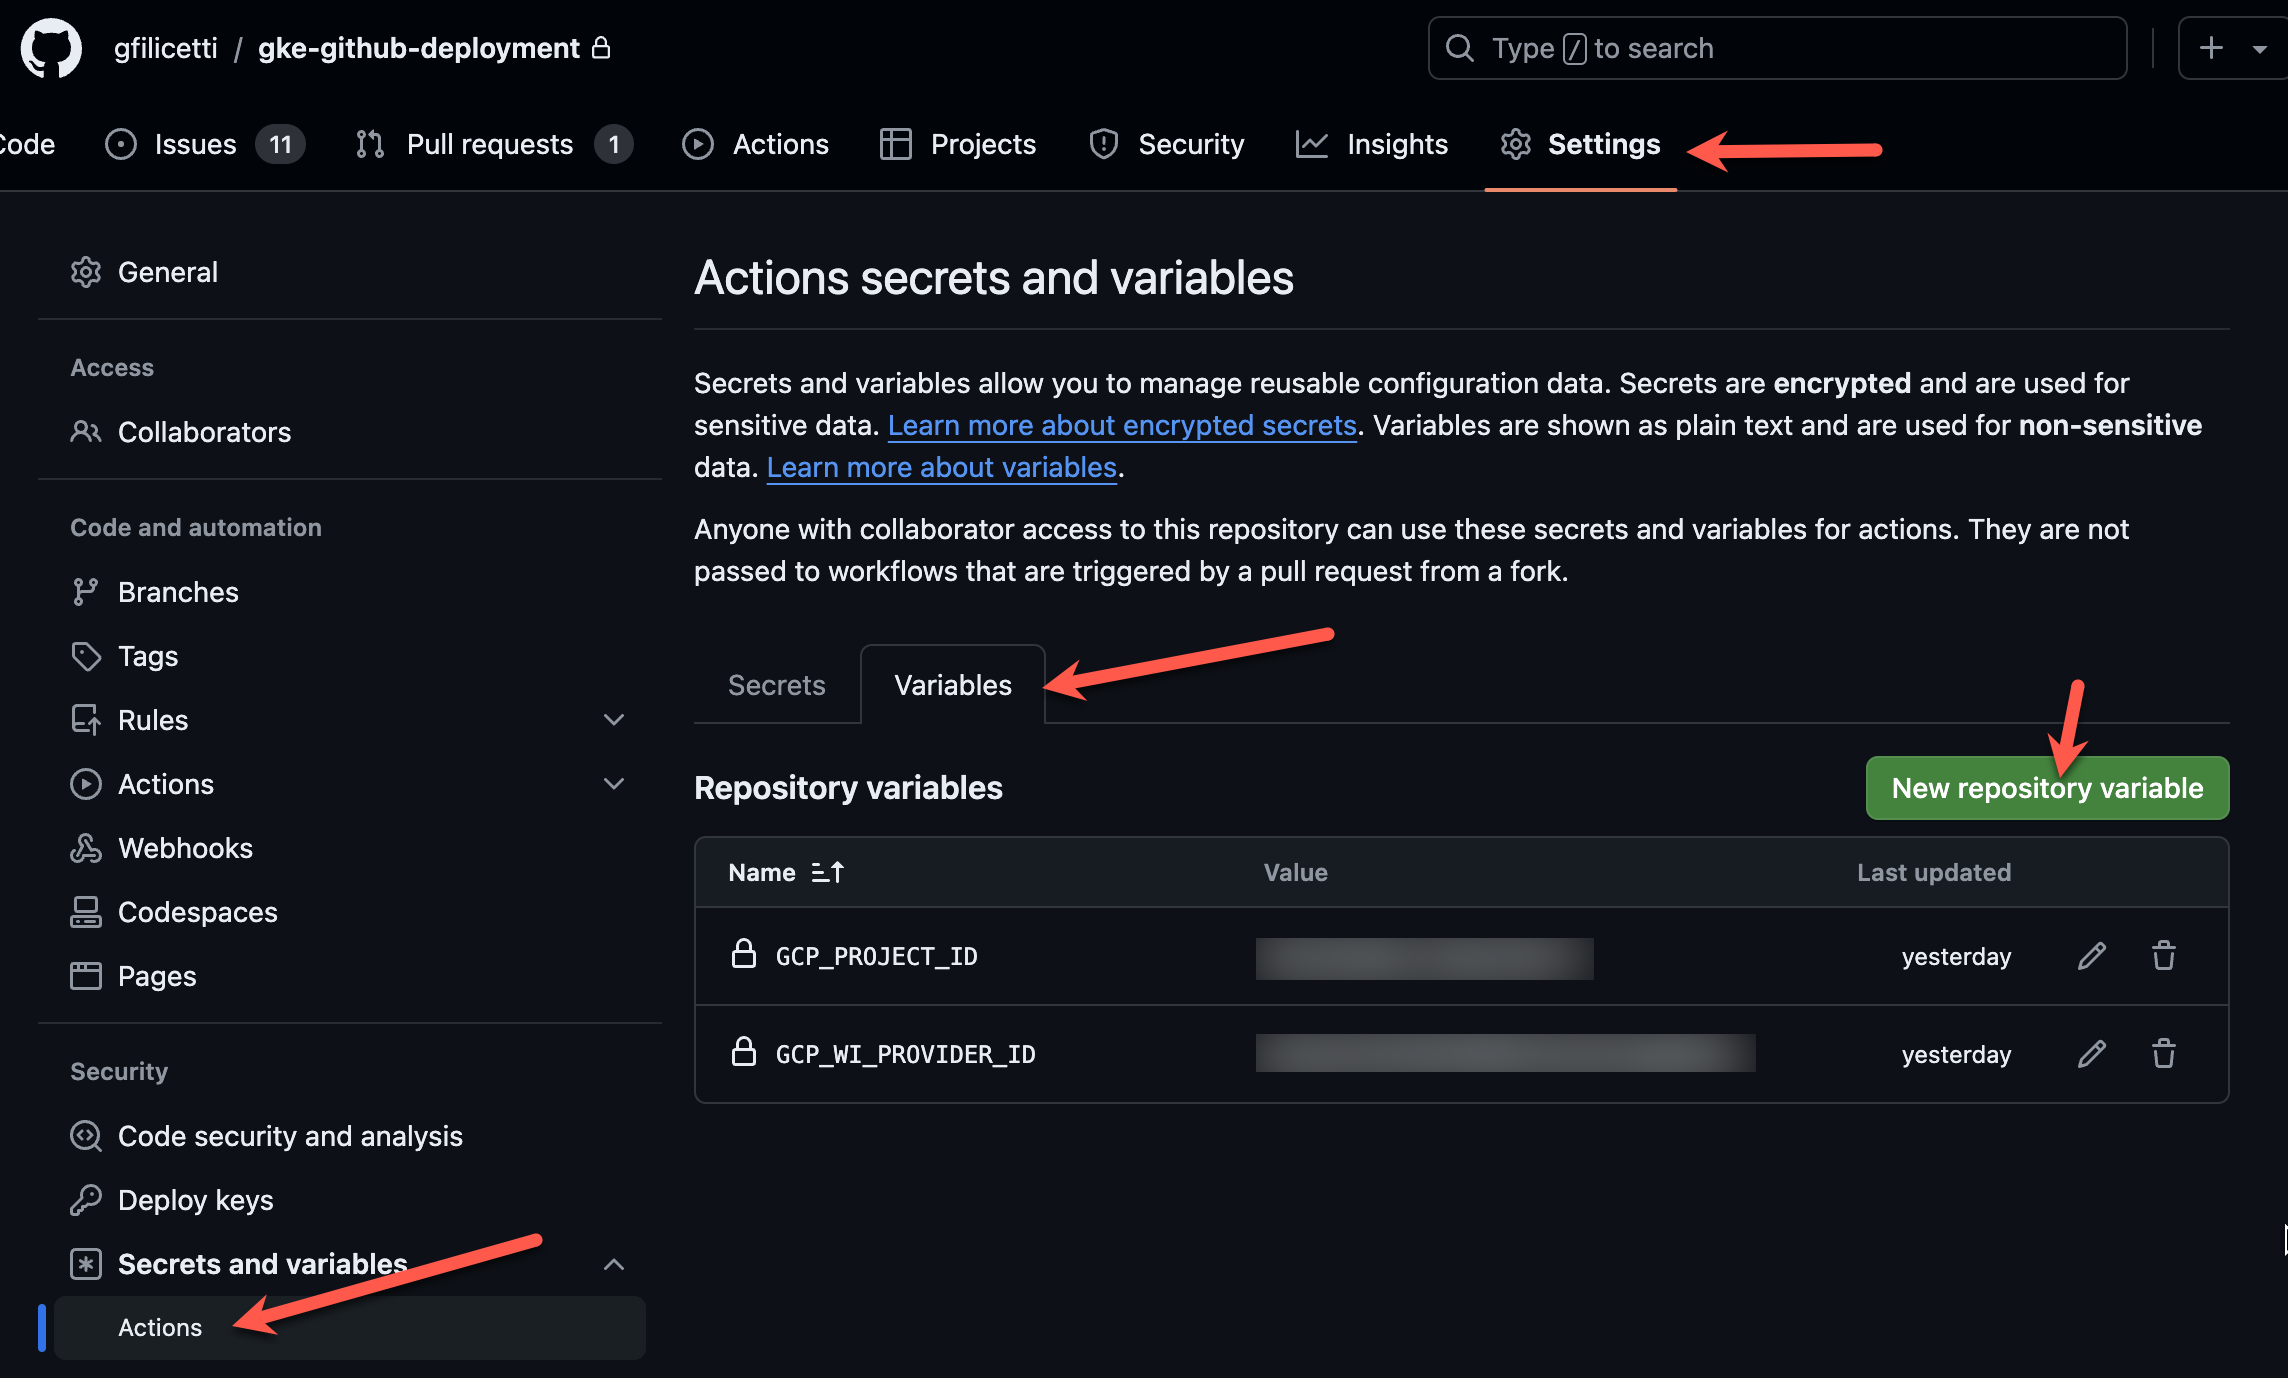 gfilicetti / gke-github-deployment
Type / to search
Code
Issues 11
Pull requests 1
Actions
Projects
Security
Insights
Settings
General
Access
Collaborators
Code and automation
Branches
Tags
Rules
Actions
Webhooks
Codespaces
Pages
Security
Code security and analysis
Deploy keys
Secrets and variables
Actions
Actions secrets and variables
Secrets and variables allow you to manage reusable configuration data. Secrets are encrypted and are used for
sensitive data. Learn more about encrypted secrets. Variables are shown as plain text and are used for non-sensitive
data. Learn more about variables.
Anyone with collaborator access to this repository can use these secrets and variables for actions. They are not
passed to workflows that are triggered by a pull request from a fork.
Secrets
Variables
Repository variables
New repository variable
Name Value Last updated
GCP_PROJECT_ID yesterday
GCP_WI_PROVIDER_ID yesterday